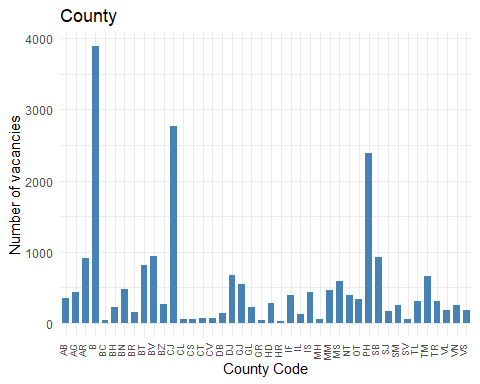 County
Number of vacancies
4000
3000
2000
1000
0
AB AG AR B BC BH BN BR BT BV BZ CJ CL CS CT CV DB DJ GJ GL GR HD HR IF IL IS MH MM MS NT OT PH SB SJ SM SV TL TM TR VL VN VS
County Code